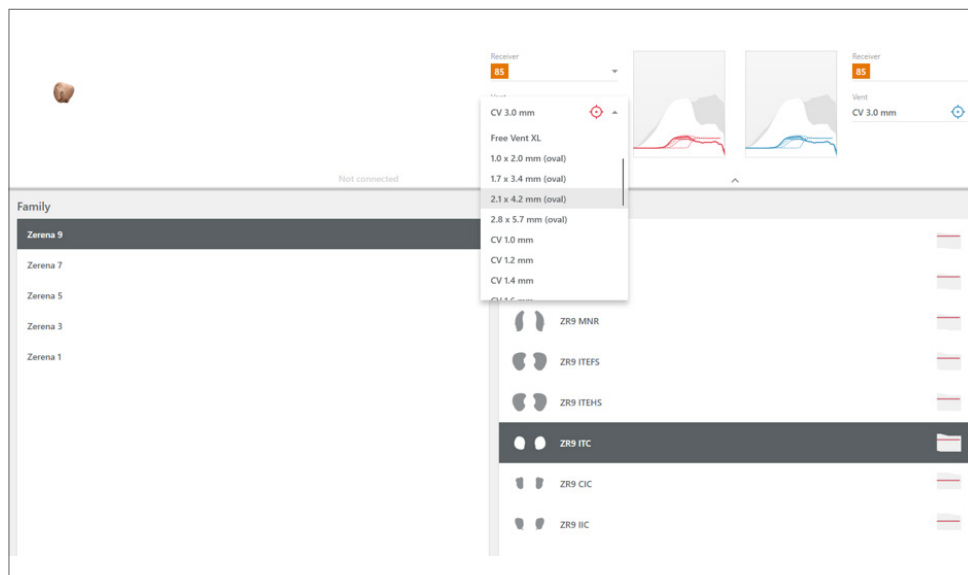 Receiver
85
CV 3.0 mm
Free Vent XL
1.0 x 2.0 mm (oval)
1.7 x 3.4 mm (oval)
2.1 x 4.2 mm (oval)
2.8 x 5.7 mm (oval)
CV 1.0 mm
CV 1.2 mm
CV 1.4 mm
Receiver
85
Vent
CV 3.0 mm
Not connected
Family
Zerena 9
Zerena 7
Zerena 5
Zerena 3
Zerena 1
ZR9 MNR
ZR9 ITEFS
ZR9 ITEHS
ZR9 ITC
ZR9 CIC
ZR9 IIC